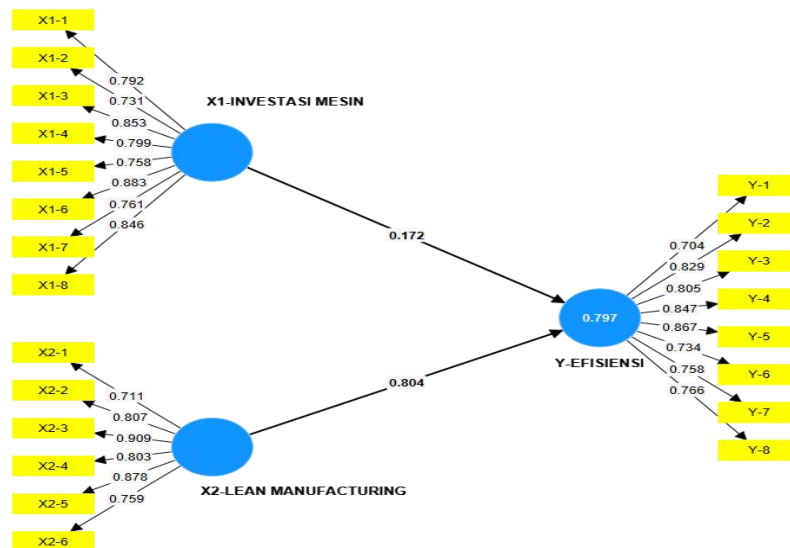 X1-1
X1-2
X1-3
X1-4
X1-5
X1-6
X1-7
X1-8
0.792
0.731
0.853
0.799
0.758
0.883
0.761
0.846
X1-INVESTASI MESIN
0.172
X2-1
X2-2
X2-3
X2-4
X2-5
X2-6
0.711
0.807
0.909
0.803
0.878
0.759
X2-LEAN MANUFACTURING
0.804
0.797
Y-EFISIENSI
0.704
0.829
0.805
0.847
0.867
0.734
0.758
0.766
Y-1
Y-2
Y-3
Y-4
Y-5
Y-6
Y-7
Y-8